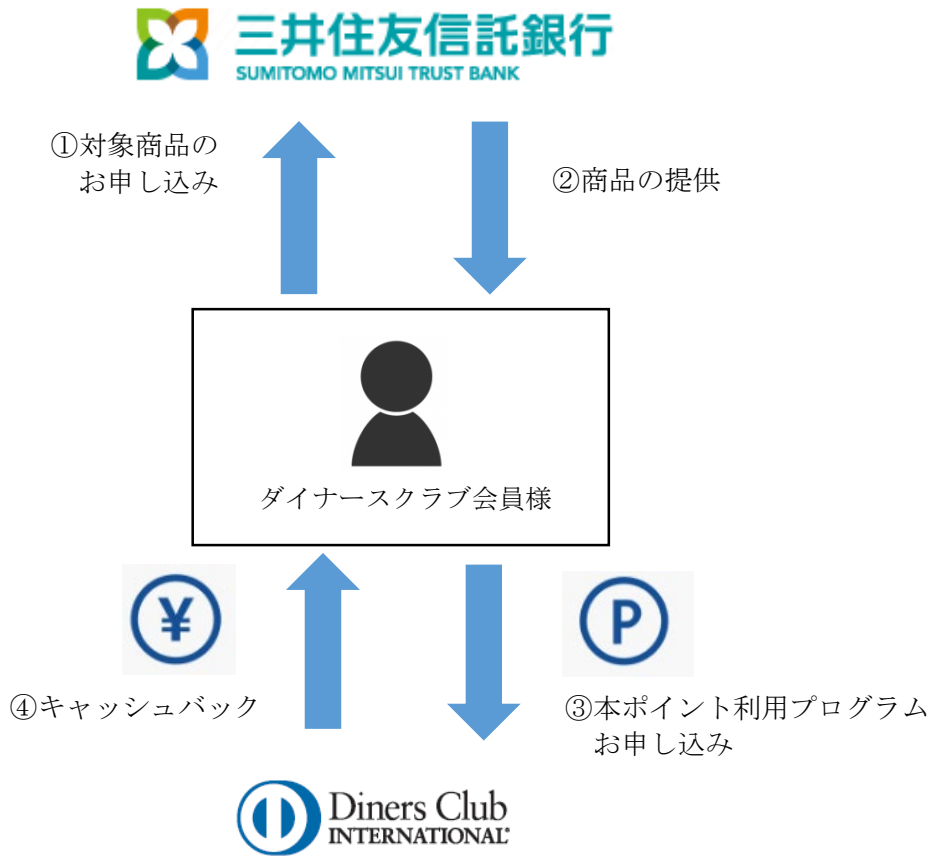 三井住友信託銀行
SUMITOMO MITSUI TRUST BANK
①対象商品の
お申し込み
②商品の提供
ダイナースクラブ会員様
¥
P
④キャッシュバック
③本ポイント利用プログラム
お申し込み
Diners Club
INTERNATIONAL®